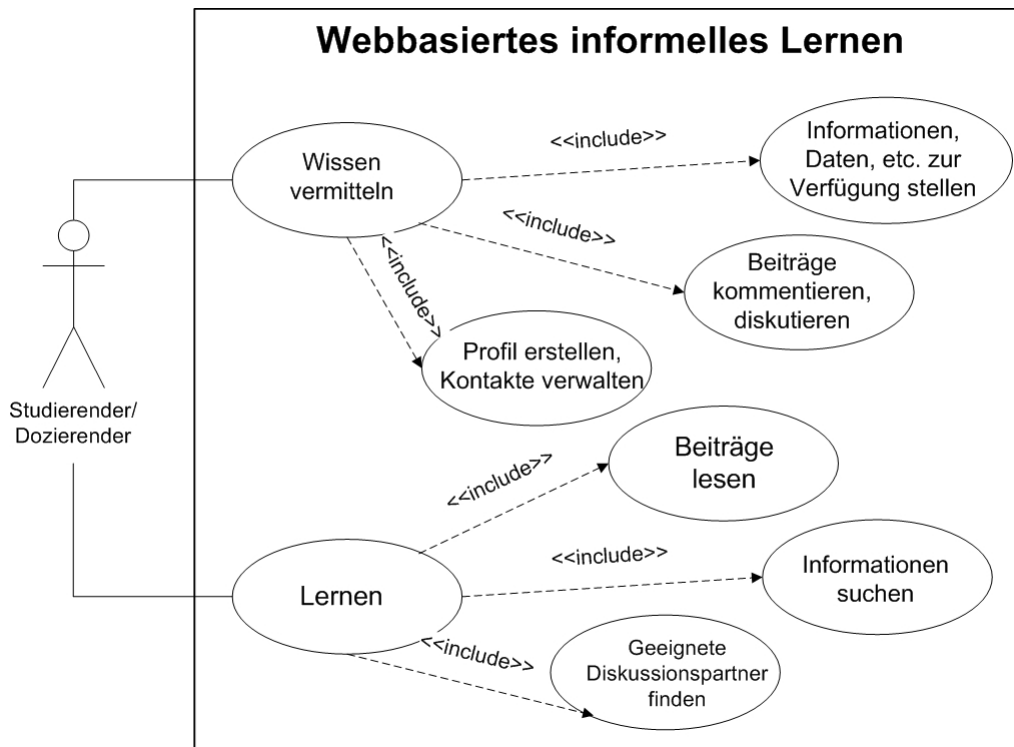 Webbasiertes informelles Lernen
Wissen
vermitteln
<<include>>
Informationen,
Daten, etc. zur
Verfügung stellen
<<include>>
Beiträge
kommentieren,
diskutieren
<<include>>
Profil erstellen,
Kontakte verwalten
Studierender/
Dozierender
<<include>>
Beiträge
lesen
Lernen
<<include>>
Informationen
suchen
<<include>>
Geeignete
Diskussionspartner
finden